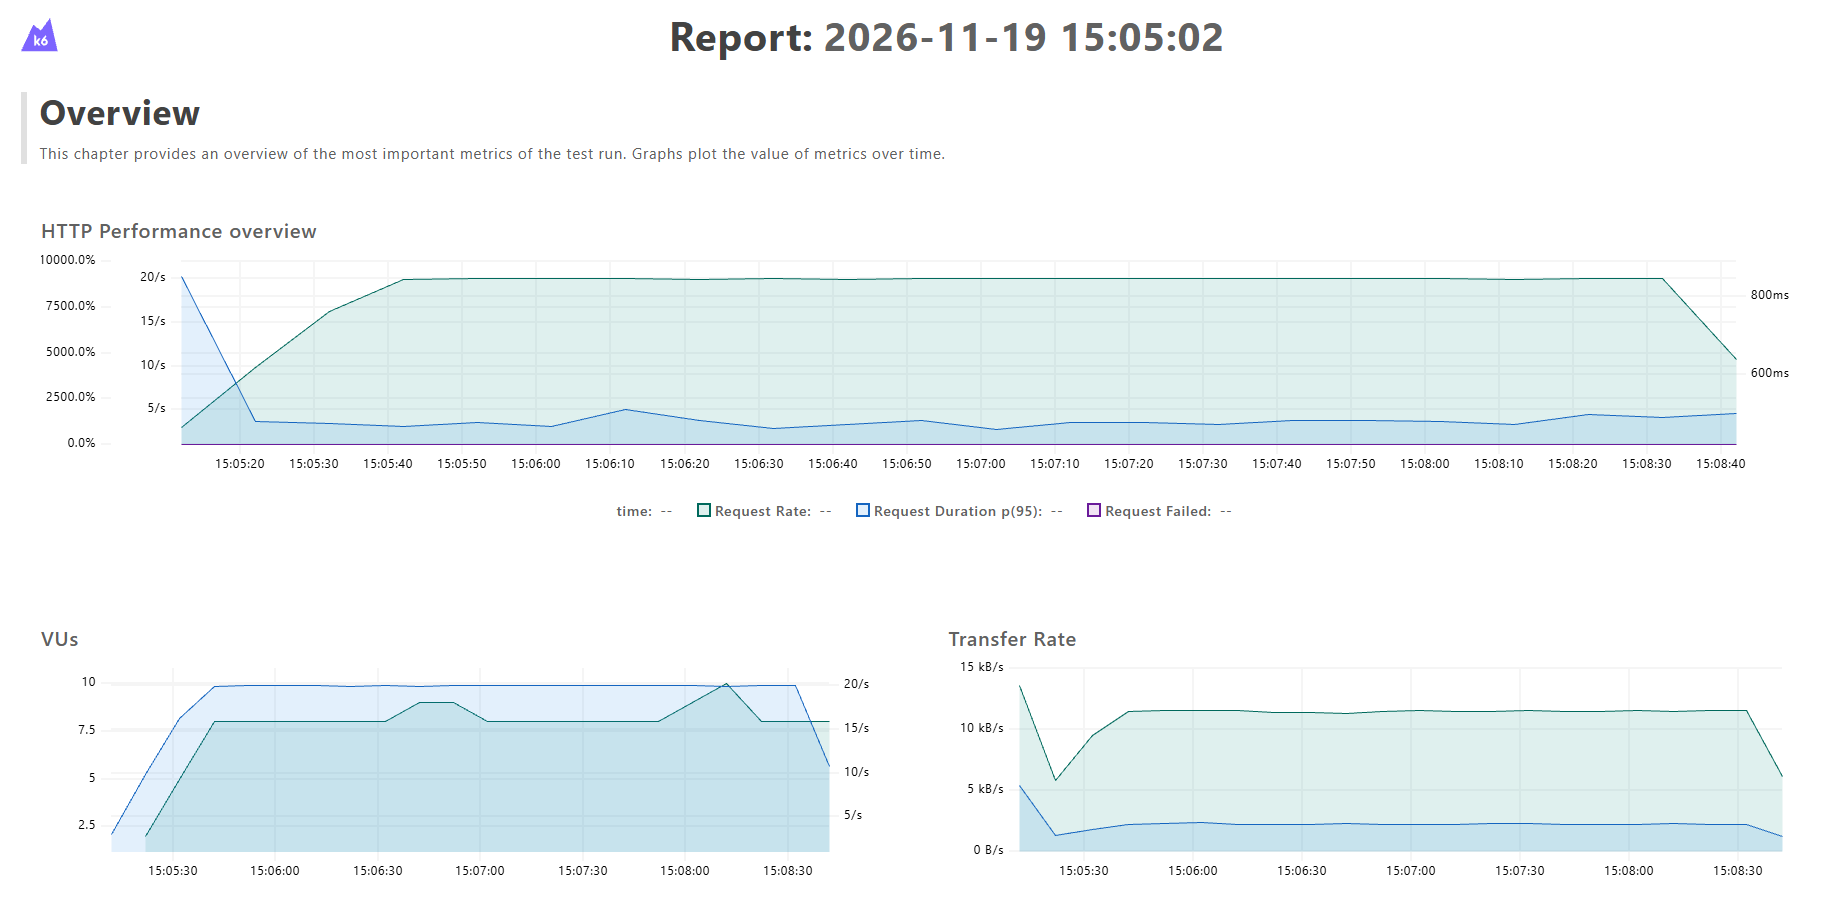 k6
Report: 2026-11-19 15:05:02
Overview
This chapter provides an overview of the most important metrics of the test run. Graphs plot the value of metrics over time.
HTTP Performance overview
10000.0%
7500.0%
5000.0%
2500.0%
0.0%
20/s
15/s
10/s
5/s
800ms
600ms
15:05:20 15:05:30 15:05:40 15:05:50 15:06:00 15:06:10 15:06:20 15:06:30 15:06:40 15:06:50 15:07:00 15:07:10 15:07:20 15:07:30 15:07:40 15:07:50 15:08:00 15:08:10 15:08:20 15:08:30 15:08:40
time: -- Request Rate: -- Request Duration p(95): -- Request Failed: --
VUs
10
7.5
5
2.5
20/s
15/s
10/s
5/s
15:05:30 15:06:00 15:06:30 15:07:00 15:07:30 15:08:00 15:08:30
Transfer Rate
15 kB/s
10 kB/s
5 kB/s
0 B/s
15:05:30 15:06:00 15:06:30 15:07:00 15:07:30 15:08:00 15:08:30